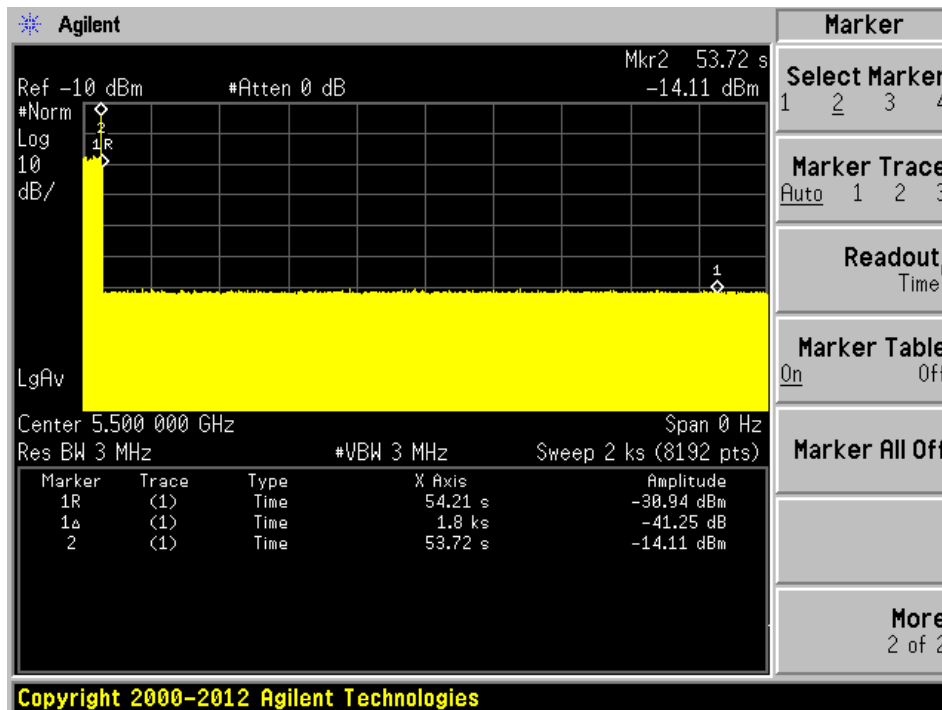 Agilent
Marker
Mkr2 53.72 s
Ref -10 dBm #Atten 0 dB -14.11 dBm
#Norm
Log
10
dB/
2
1R
1
LgAv
Center 5.500 000 GHz Span 0 Hz
Res BW 3 MHz #VBW 3 MHz Sweep 2 ks (8192 pts)
Marker Trace Type X Axis Amplitude
1R (1) Time 54.21 s -30.94 dBm
1Δ (1) Time 1.8 ks -41.25 dB
2 (1) Time 53.72 s -14.11 dBm
Select Marker
1 2 3 4
Marker Trace
Auto 1 2 3
Readout,
Time
Marker Table
On Off
Marker All Off
More
2 of 2
Copyright 2000-2012 Agilent Technologies